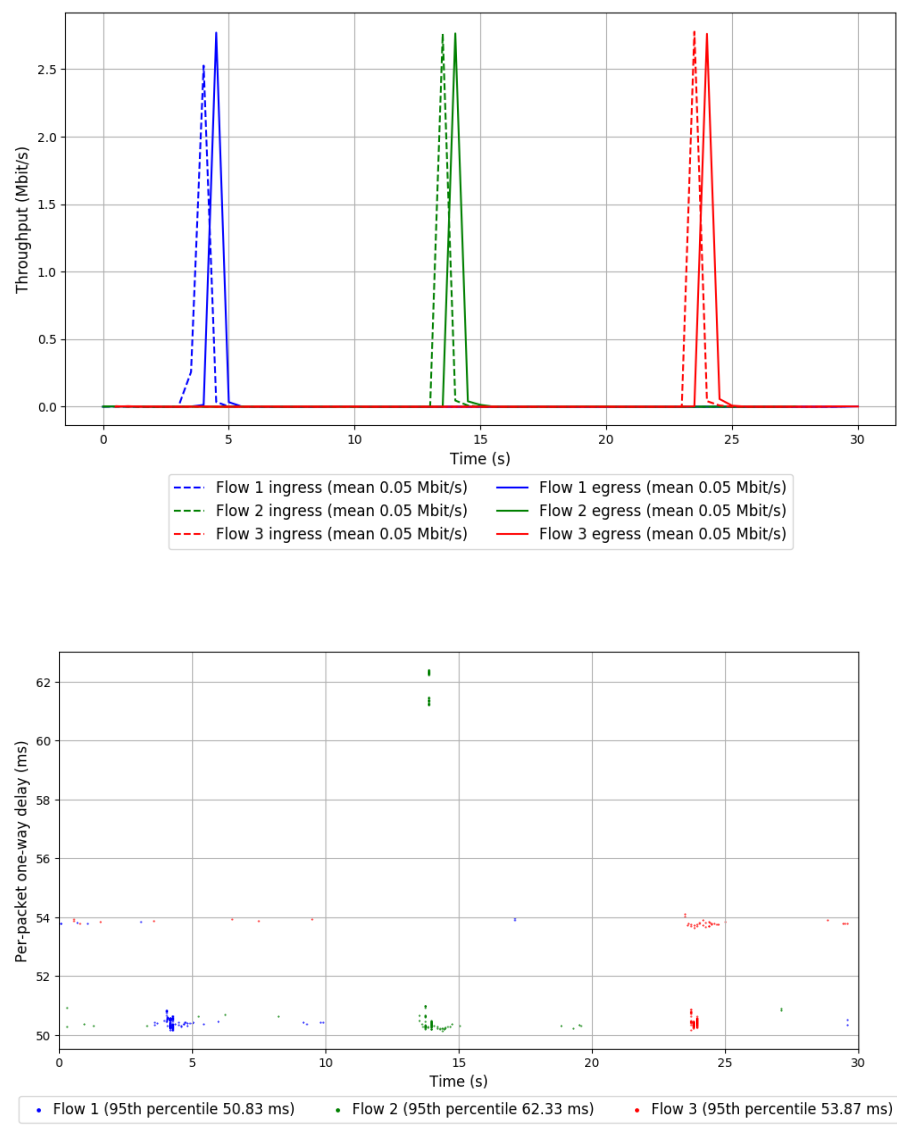 2.5
2.0
1.5
1.0
0.5
0.0
Throughput (Mbit/s)
0 5 10 15 20 25 30
Time (s)
Flow 1 ingress (mean 0.05 Mbit/s) Flow 1 egress (mean 0.05 Mbit/s)
Flow 2 ingress (mean 0.05 Mbit/s) Flow 2 egress (mean 0.05 Mbit/s)
Flow 3 ingress (mean 0.05 Mbit/s) Flow 3 egress (mean 0.05 Mbit/s)
62
60
58
56
54
52
50
Per-packet one-way delay (ms)
0 5 10 15 20 25 30
Time (s)
Flow 1 (95th percentile 50.83 ms) Flow 2 (95th percentile 62.33 ms) Flow 3 (95th percentile 53.87 ms)